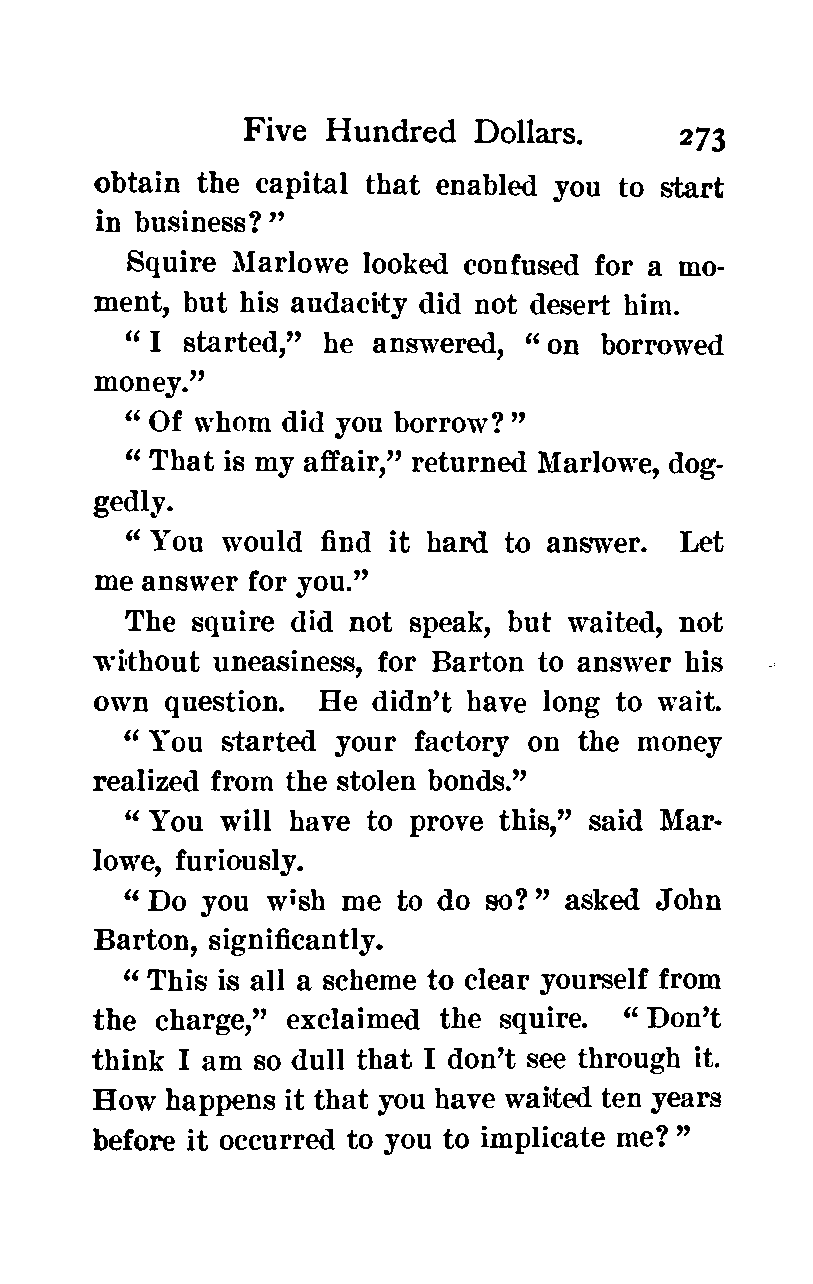 Five Hundred Dollars. 273
obtain the capital that enabled you to start
in business?”
Squire Marlowe looked confused for a mo-
ment, but his audacity did not desert him.
“I started,” he answered, “on borrowed
money.”
“Of whom did you borrow?”
“That is my affair,” returned Marlowe, dog-
gedly.
“You would find it hard to answer. Let
me answer for you.”
The squire did not speak, but waited, not
without uneasiness, for Barton to answer his
own question. He didn’t have long to wait.
“You started your factory on the money
realized from the stolen bonds.”
“You will have to prove this,” said Mar-
lowe, furiously.
“Do you wish me to do so?” asked John
Barton, significantly.
“This is all a scheme to clear yourself from
the charge,” exclaimed the squire. “Don’t
think I am so dull that I don’t see through it.
How happens it that you have waited ten years
before it occurred to you to implicate me?”